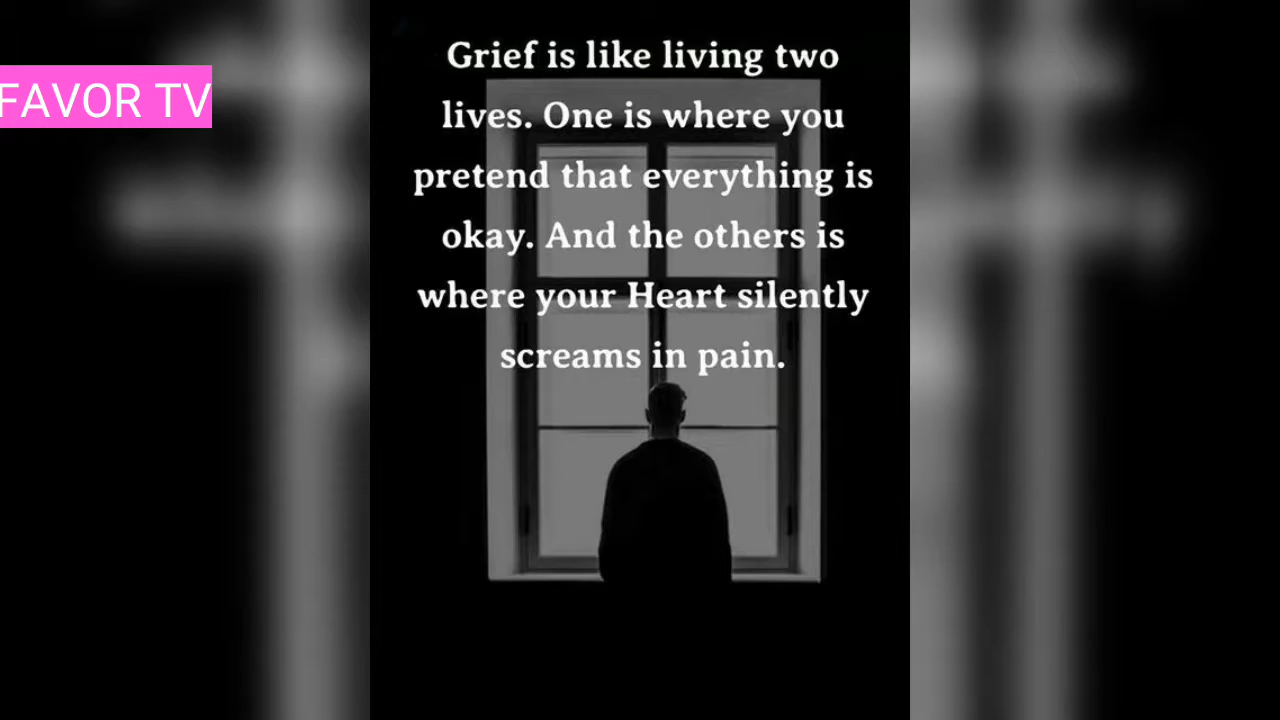 Grief is like living two
lives. One is where you
pretend that everything is
okay. And the others is
where your Heart silently
screams in pain.
FAVOR TV